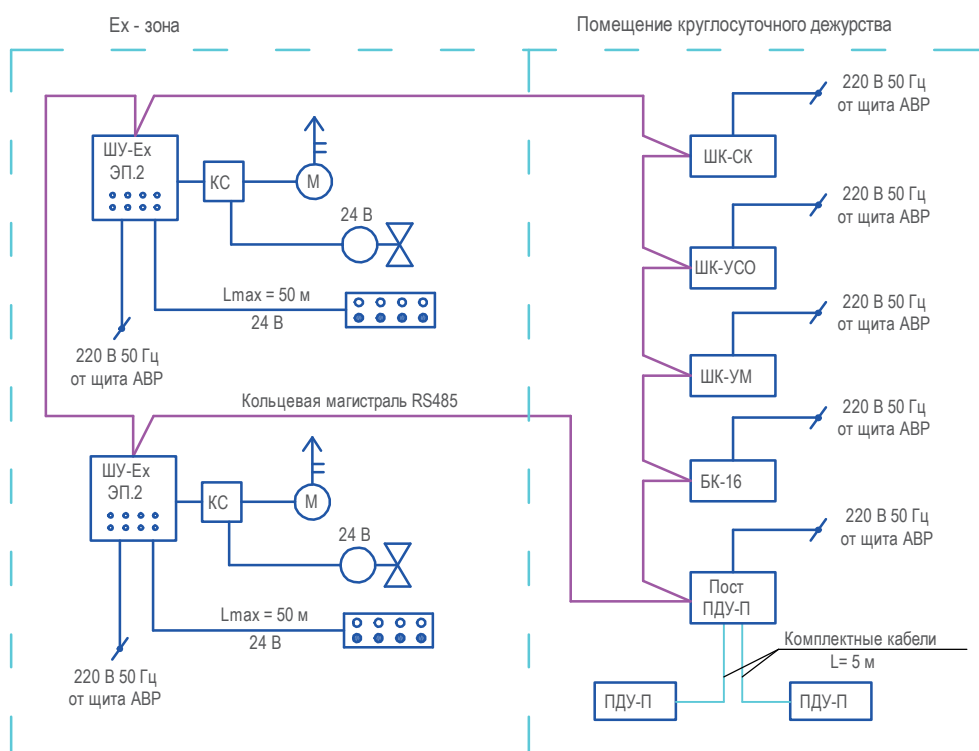 Ex - зона
Помещение круглосуточного дежурства
220 В 50 Гц
от щита АВР
ШУ-Ex
ЭП.2
КС
М
24 В
Lmax = 50 м
24 В
220 В 50 Гц
от щита АВР
Кольцевая магистраль RS485
ШУ-Ex
ЭП.2
КС
М
24 В
Lmax = 50 м
24 В
220 В 50 Гц
от щита АВР
ШК-СК
220 В 50 Гц
от щита АВР
ШК-УСО
220 В 50 Гц
от щита АВР
ШК-УМ
220 В 50 Гц
от щита АВР
БК-16
220 В 50 Гц
от щита АВР
Пост
ПДУ-П
Комплектные кабели
L= 5 м
ПДУ-П
ПДУ-П